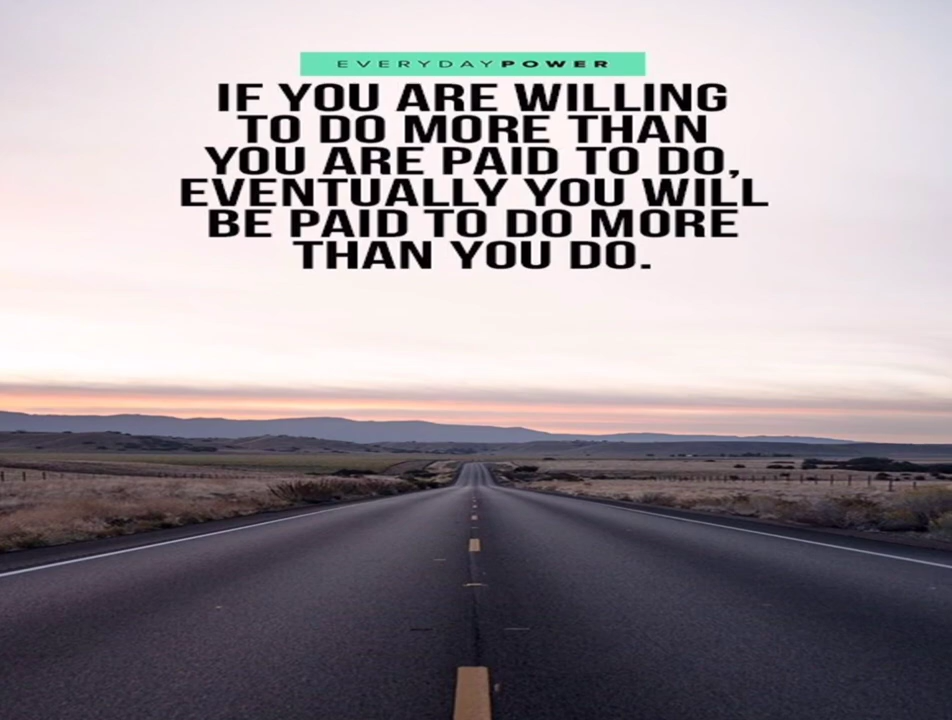 EVERYDAYPOWER
IF YOU ARE WILLING
TO DO MORE THAN
YOU ARE PAID TO DO,
EVENTUALLY YOU WILL
BE PAID TO DO MORE
THAN YOU DO.